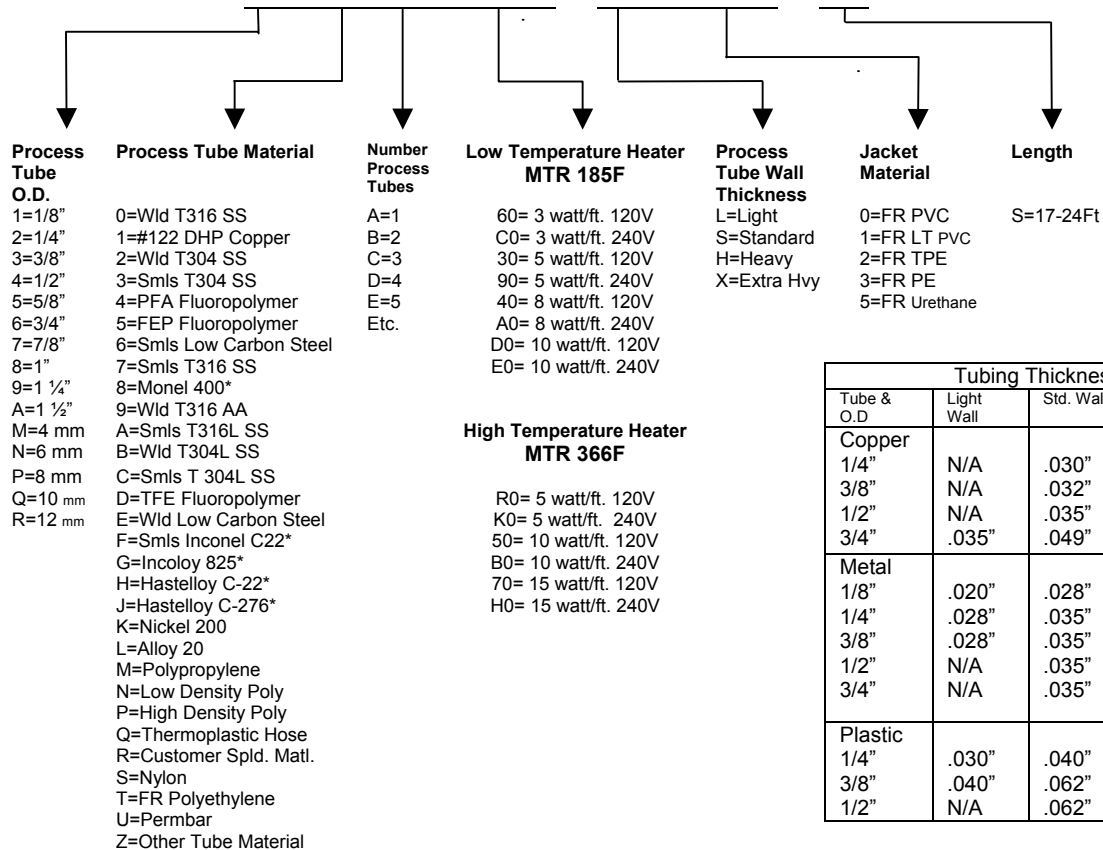 Process
Tube
O.D.
1=1/8”
2=1/4”
3=3/8”
4=1/2”
5=5/8”
6=3/4”
7=7/8”
8=1”
9=1 ¼”
A=1 ½”
M=4 mm
N=6 mm
P=8 mm
Q=10 mm
R=12 mm
Process Tube Material
0=Wld T316 SS
1=#122 DHP Copper
2=Wld T304 SS
3=Smls T304 SS
4=PFA Fluoropolymer
5=FEP Fluoropolymer
6=Smls Low Carbon Steel
7=Smls T316 SS
8=Monel 400*
9=Wld T316 AA
A=Smls T316L SS
B=Wld T304L SS
C=Smls T 304L SS
D=TFE Fluoropolymer
E=Wld Low Carbon Steel
F=Smls Inconel C22*
G=Incoloy 825*
H=Hastelloy C-22*
J=Hastelloy C-276*
K=Nickel 200
L=Alloy 20
M=Polypropylene
N=Low Density Poly
P=High Density Poly
Q=Thermoplastic Hose
R=Customer Spld. Matl.
S=Nylon
T=FR Polyethylene
U=Permbar
Z=Other Tube Material
Number
Process
Tubes
A=1
B=2
C=3
D=4
E=5
Etc.
Low Temperature Heater
MTR 185F
60= 3 watt/ft. 120V
C0= 3 watt/ft. 240V
30= 5 watt/ft. 120V
90= 5 watt/ft. 240V
40= 8 watt/ft. 120V
A0= 8 watt/ft. 240V
D0= 10 watt/ft. 120V
E0= 10 watt/ft. 240V
High Temperature Heater
MTR 366F
R0= 5 watt/ft. 120V
K0= 5 watt/ft. 240V
50= 10 watt/ft. 120V
B0= 10 watt/ft. 240V
70= 15 watt/ft. 120V
H0= 15 watt/ft. 240V
Process
Tube Wall
Thickness
L=Light
S=Standard
H=Heavy
X=Extra Hvy
Jacket
Material
0=FR PVC
1=FR LT PVC
2=FR TPE
3=FR PE
5=FR Urethane
Length
S=17-24Ft
Tubing
Tube & Light Std.
O.D Wall
Copper
1/4” N/A .030”
3/8” N/A .032”
1/2” N/A .035”
3/4” .035” .049”
Metal
1/8” .020” .028”
1/4” .028” .035”
3/8” .028” .035”
1/2” N/A .035”
3/4” N/A .035”
Plastic
1/4” .030” .040”
3/8” .040” .062”
1/2” N/A .062”